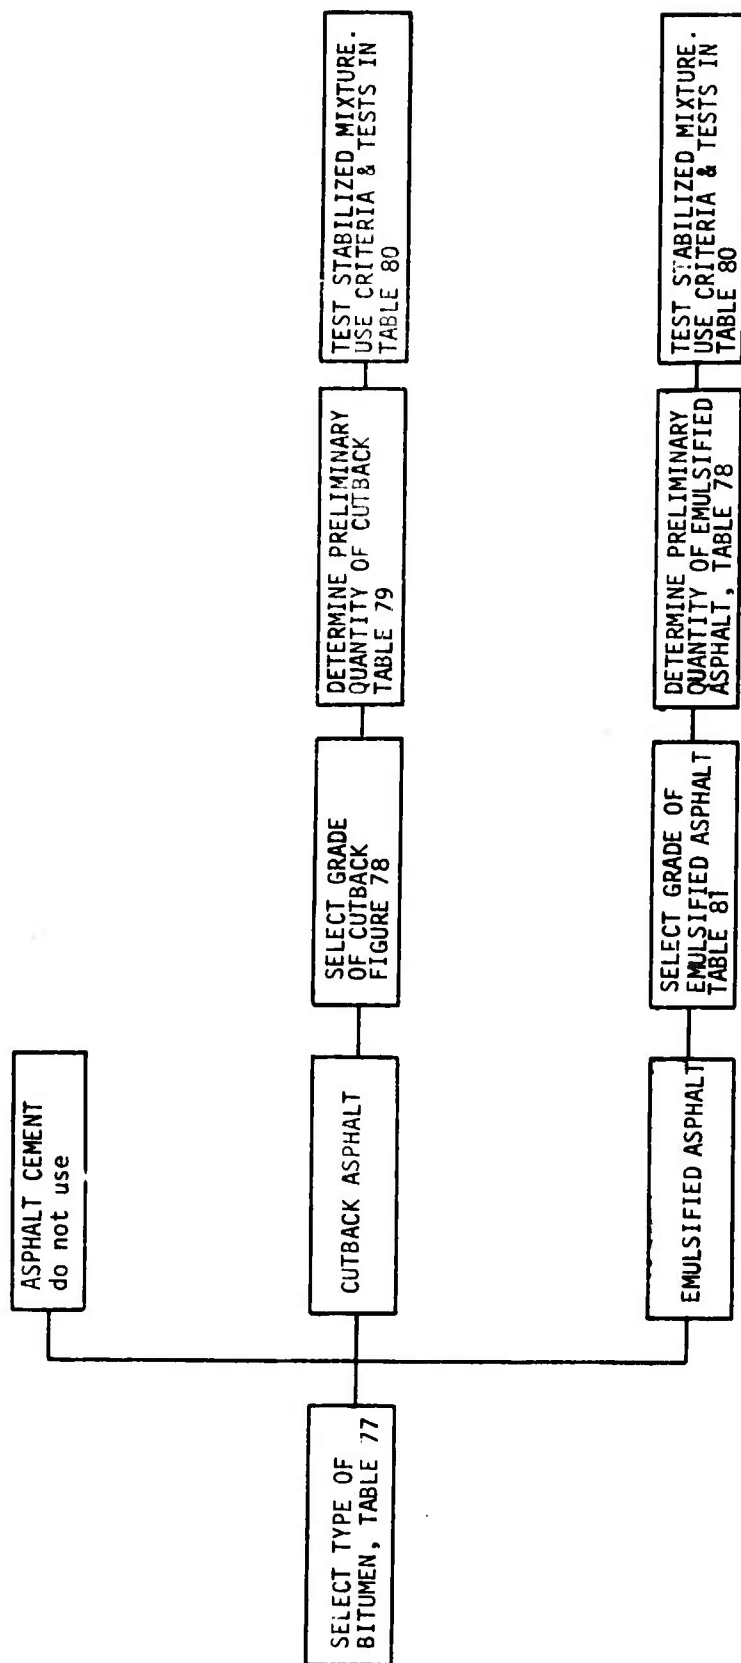 SELECT TYPE OF
BITUMEN, TABLE 77
ASPHALT CEMENT
do not use
CUTBACK ASPHALT
SELECT GRADE
OF CUTBACK
FIGURE 78
DETERMINE PRELIMINARY
QUANTITY OF CUTBACK
TABLE 79
TEST STABILIZED MIXTURE.
USE CRITERIA & TESTS IN
TABLE 80
EMULSIFIED ASPHALT
SELECT GRADE OF
EMULSIFIED ASPHALT
TABLE 81
DETERMINE PRELIMINARY
QUANTITY OF EMULSIFIED
ASPHALT, TABLE 78
TEST STABILIZED MIXTURE.
USE CRITERIA & TESTS IN
TABLE 80